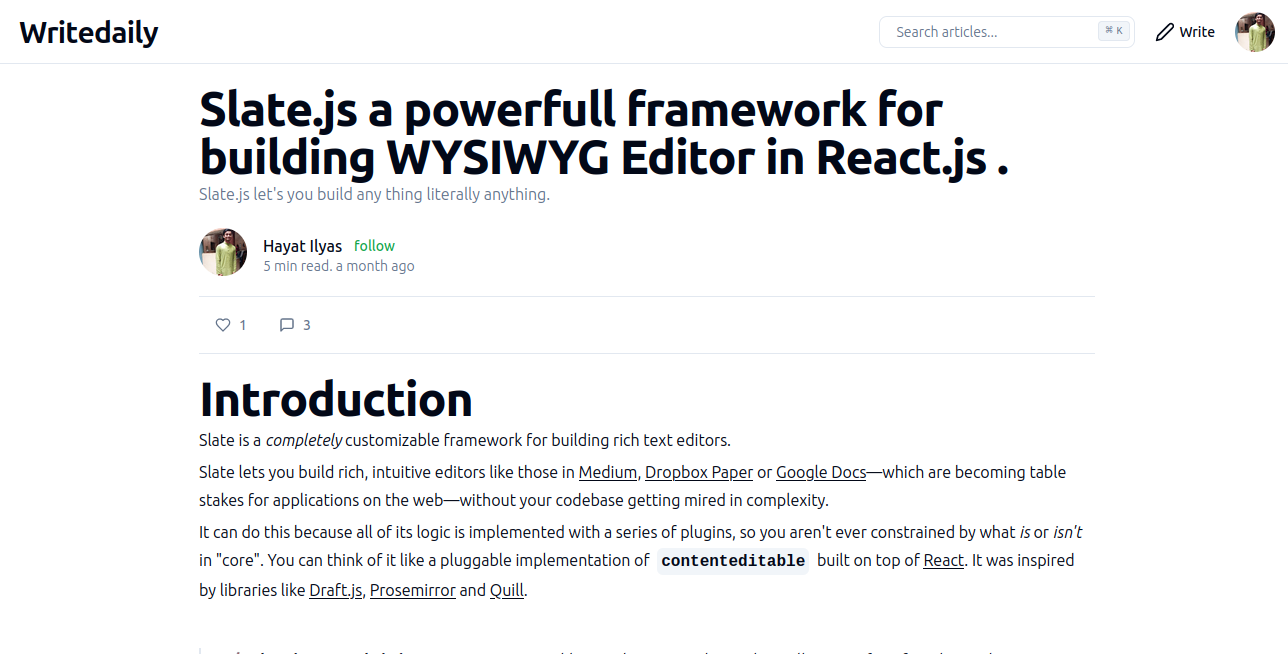 Writedaily
Search articles...
⌘ K
Write
Slate.js a powerfull framework for
building WYSIWYG Editor in React.js .
Slate.js let's you build any thing literally anything.
Hayat Ilyas follow
5 min read. a month ago
1 3
Introduction
Slate is a completely customizable framework for building rich text editors.
Slate lets you build rich, intuitive editors like those in Medium, Dropbox Paper or Google Docs—which are becoming table
stakes for applications on the web—without your codebase getting mired in complexity.
It can do this because all of its logic is implemented with a series of plugins, so you aren't ever constrained by what is or isn't
in "core". You can think of it like a pluggable implementation of contenteditable built on top of React. It was inspired
by libraries like Draft.js, Prosemirror and Quill.